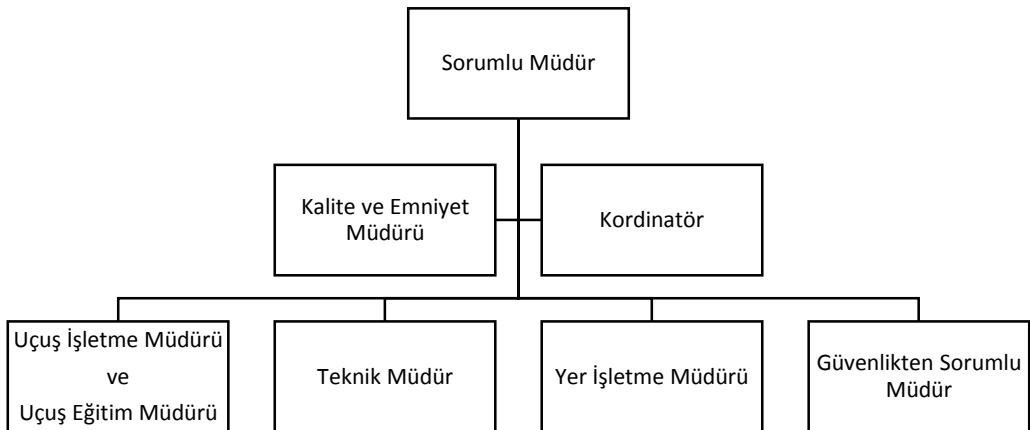 Sorumlu Müdür
Kalite ve Emniyet
Müdürü
Kordinatör
Uçuş İşletme Müdürü
ve
Uçuş Eğitim Müdürü
Teknik Müdür
Yer İşletme Müdürü
Güvenlikten Sorumlu
Müdür